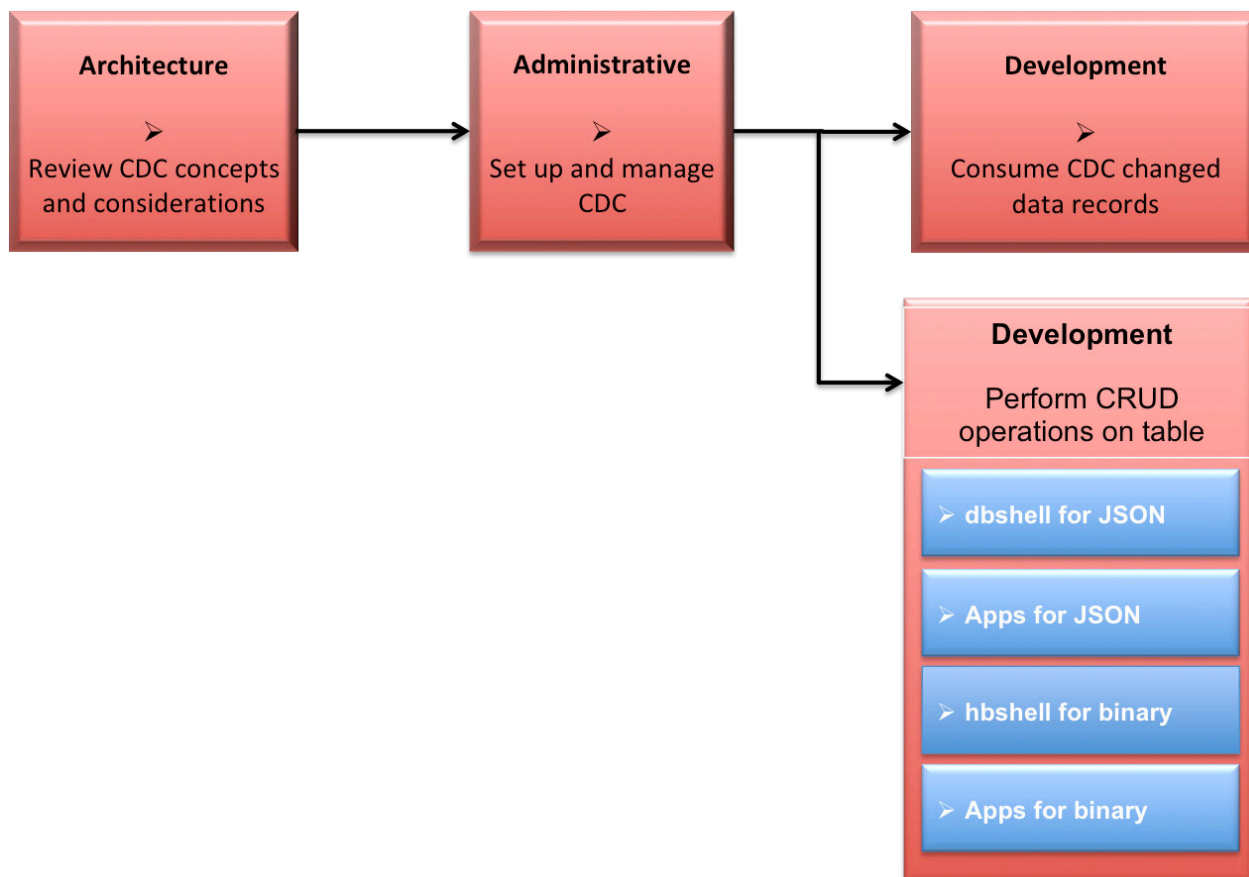 Architecture
➢
Review CDC concepts
and considerations
Administrative
➢
Set up and manage
CDC
Development
➢
Consume CDC changed
data records
Development
Perform CRUD
operations on table
➢ dbshell for JSON
➢ Apps for JSON
➢ hbshell for binary
➢ Apps for binary